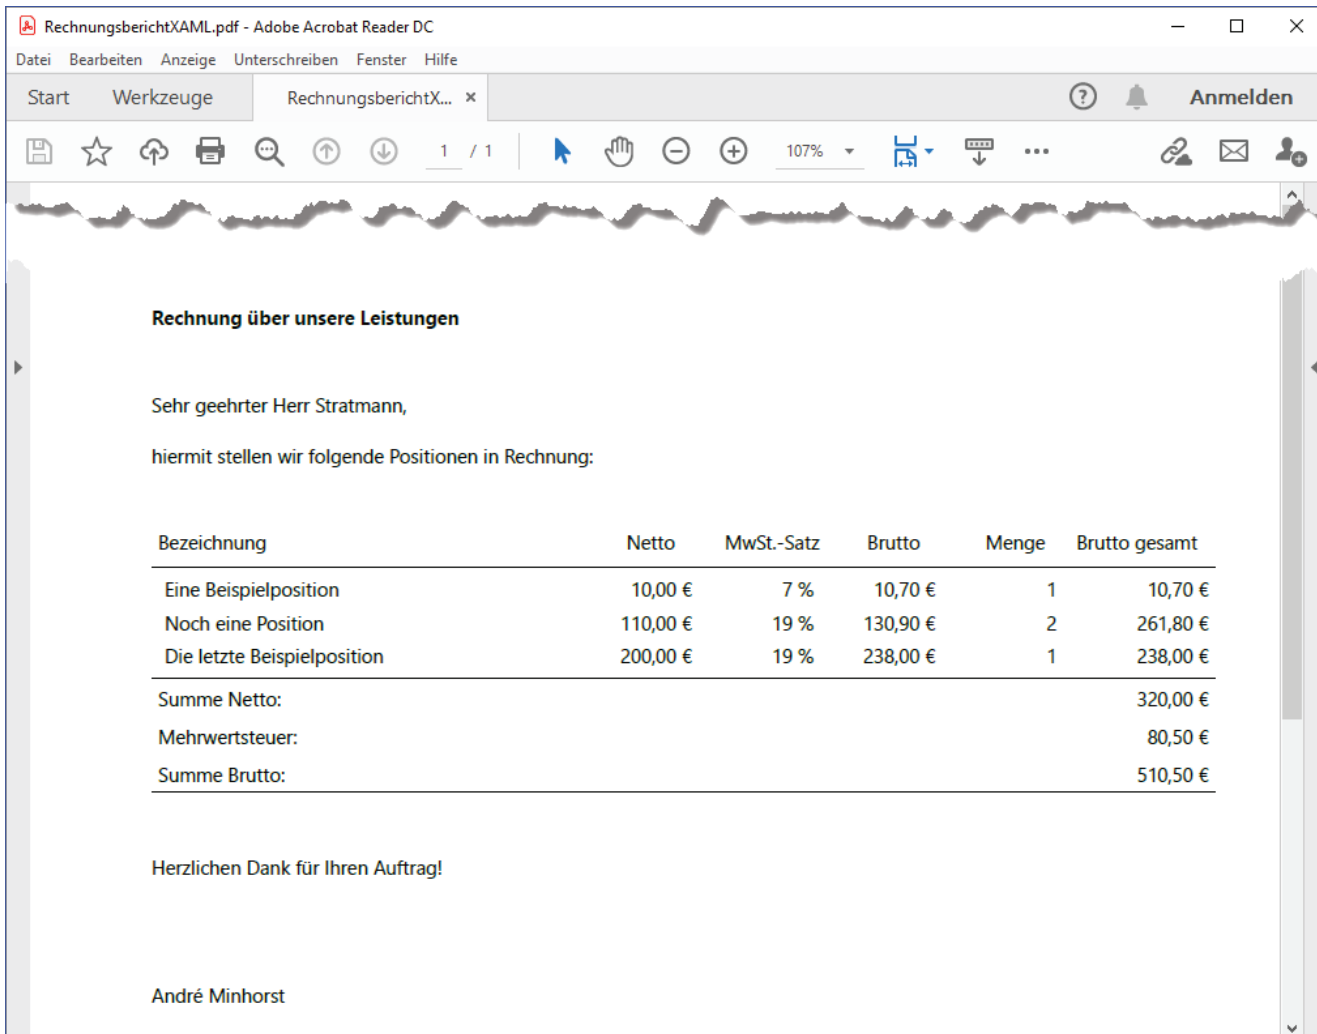 RechnungsberichtXAML.pdf - Adobe Acrobat Reader DC
Datei Bearbeiten Anzeige Unterschreiben Fenster Hilfe
Start Werkzeuge RechnungsberichtX... × Anmelden
1 / 1 107%
Rechnung über unsere Leistungen
Sehr geehrter Herr Stratmann,
hiermit stellen wir folgende Positionen in Rechnung:
Bezeichnung Netto MwSt.-Satz Brutto Menge Brutto gesamt
Eine Beispielposition 10,00 € 7 % 10,70 € 1 10,70 €
Noch eine Position 110,00 € 19 % 130,90 € 2 261,80 €
Die letzte Beispielposition 200,00 € 19 % 238,00 € 1 238,00 €
Summe Netto: 320,00 €
Mehrwertsteuer: 80,50 €
Summe Brutto: 510,50 €
Herzlichen Dank für Ihren Auftrag!
André Minhorst